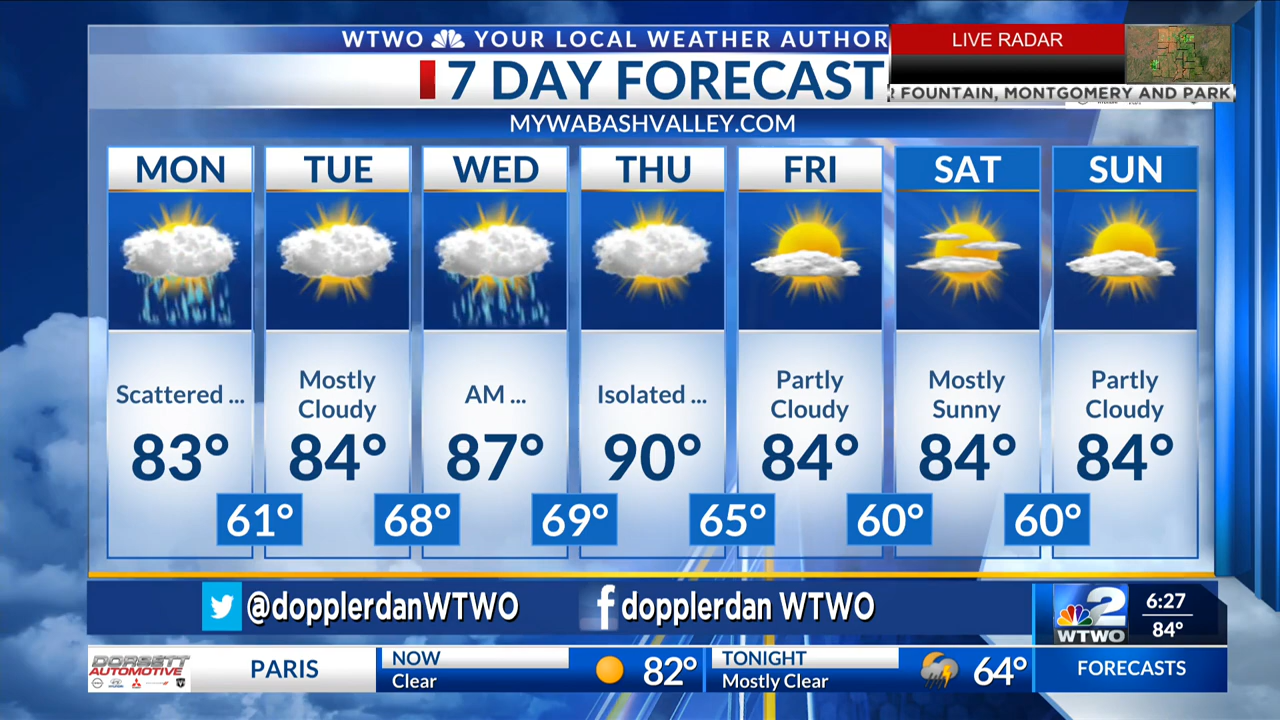 WTWO YOUR LOCAL WEATHER AUTHOR
LIVE RADAR
7 DAY FORECAST
FOUNTAIN, MONTGOMERY AND PARK
MYWABASHVALLEY.COM
MON TUE WED THU FRI SAT SUN
Scattered ... Mostly Cloudy AM ... Isolated ... Partly Cloudy Mostly Sunny Partly Cloudy
83° 84° 87° 90° 84° 84° 84°
61° 68° 69° 65° 60° 60°
@dopplerdanWTWO f dopplerdan WTWO
2 WTWO
6:27
84°
DORSETT AUTOMOTIVE
PARIS
NOW
Clear
82°
TONIGHT
Mostly Clear
64°
FORECASTS